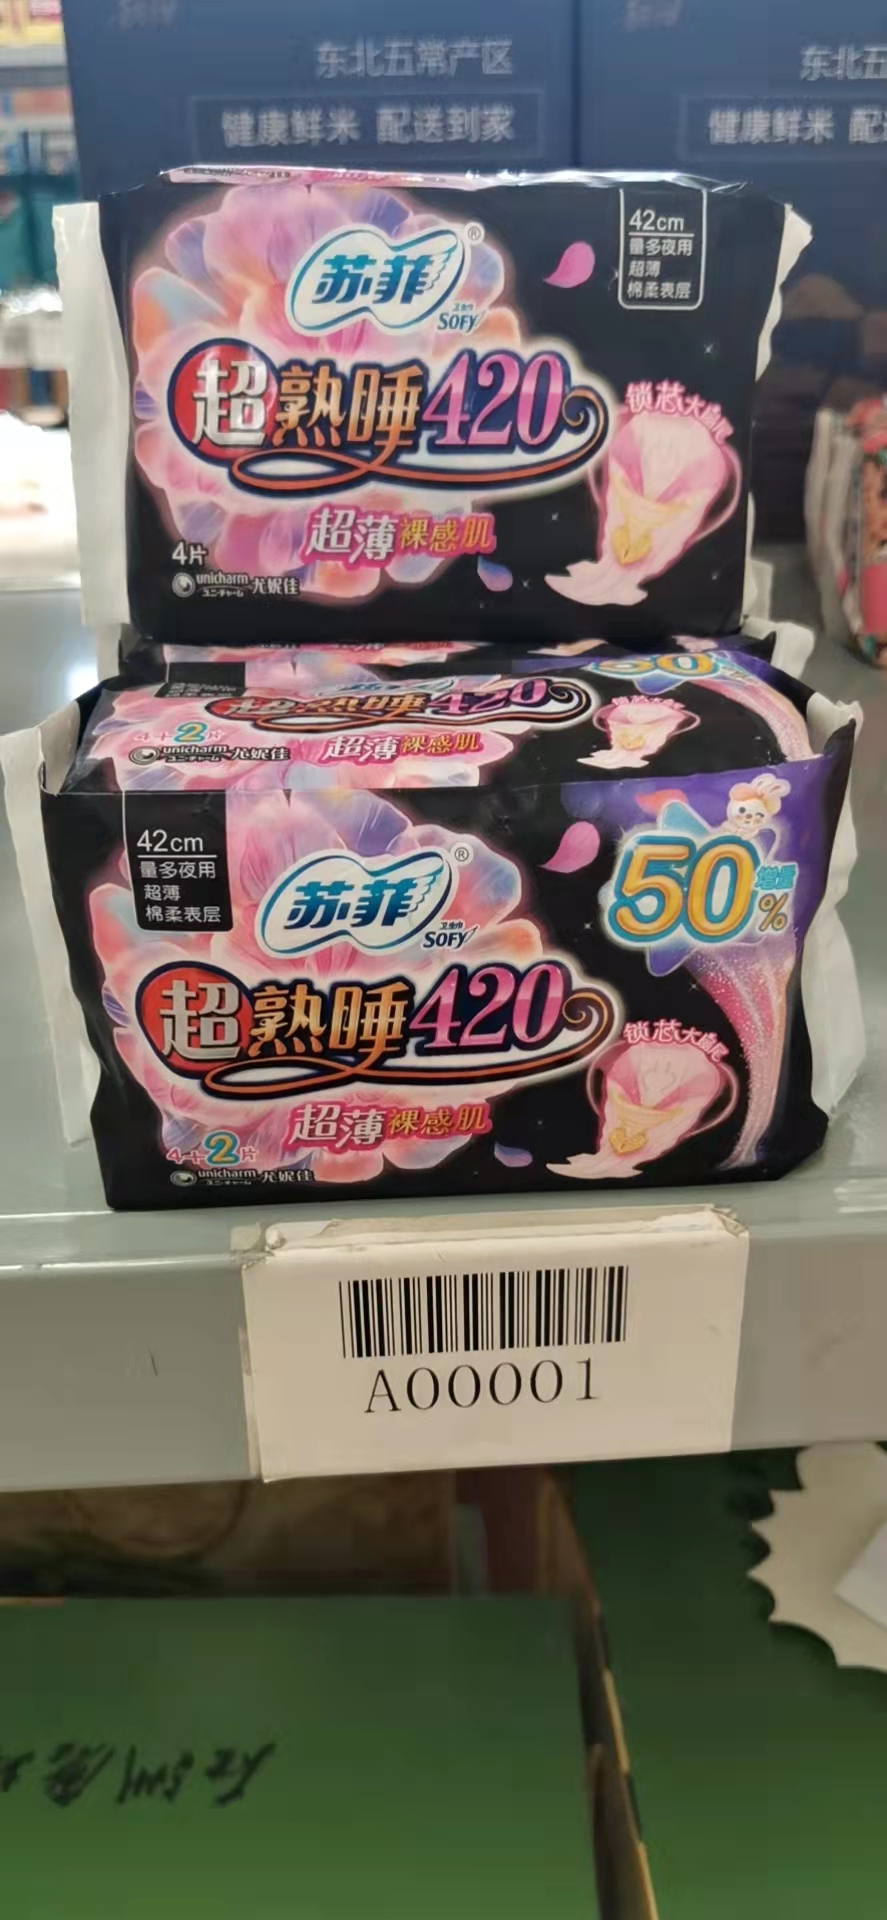 东北五常产区
健康鲜米 配送到家
东北五
健康鲜米 配
苏·菲®
卫生巾
SOFY
42cm
量多夜用
超薄
棉柔表层
超熟睡420
锁芯大
超薄裸感肌
4片
unicharm 尤妮佳
ユニ・チャーム
50
超熟睡420
4+2片
超薄裸感肌
unicharm 尤妮佳
ユニ・チャーム
42cm
量多夜用
超薄
棉柔表层
苏·菲®
卫生巾
SOFY
50%增量
超熟睡420
锁芯大
超薄裸感肌
4+2片
unicharm 尤妮佳
ユニ・チャーム
A00001